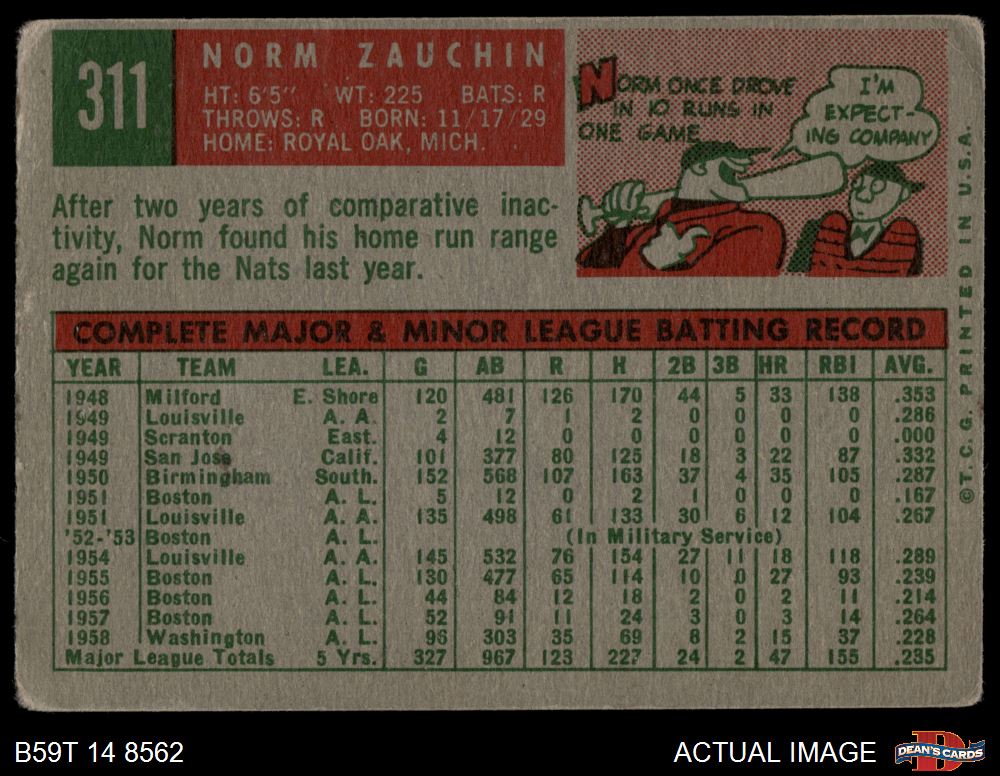 311
NORM ZAUCHIN
HT: 6'5" WT: 225 BATS: R
THROWS: R BORN: 11/17/29
HOME: ROYAL OAK, MICH.
NORM ONCE DROVE
IN 10 RUNS IN
ONE GAME
I'M
EXPECT-
ING COMPANY
After two years of comparative inac-
tivity, Norm found his home run range
again for the Nats last year.
COMPLETE MAJOR & MINOR LEAGUE BATTING RECORD
YEAR TEAM LEA. G AB R H 2B 3B HR RBI AVG.
1948 Milford E. Shore 120 481 126 170 44 5 33 138 .353
1949 Louisville A. A. 2 7 1 2 0 0 0 0 .286
1949 Scranton East. 4 12 0 0 0 0 0 0 .000
1949 San Jose Calif. 101 377 80 125 18 3 22 87 .332
1950 Birmingham South. 152 568 107 163 37 4 35 105 .287
1951 Boston A. L. 5 12 0 2 1 0 0 0 .167
1951 Louisville A. A. 135 498 61 133 30 6 12 104 .267
'52-'53 Boston A. L. (In Military Service)
1954 Louisville A. A. 145 532 76 154 27 11 18 118 .289
1955 Boston A. L. 130 477 65 114 10 0 27 93 .239
1956 Boston A. L. 44 84 12 18 2 0 2 11 .214
1957 Boston A. L. 52 91 11 24 3 0 3 14 .264
1958 Washington A. L. 96 303 35 69 8 2 15 37 .228
Major League Totals 5 Yrs. 327 967 123 227 24 2 47 155 .235
©T.C.G. PRINTED IN U.S.A.
B59T 14 8562
ACTUAL IMAGE
D
DEAN'S CARDS